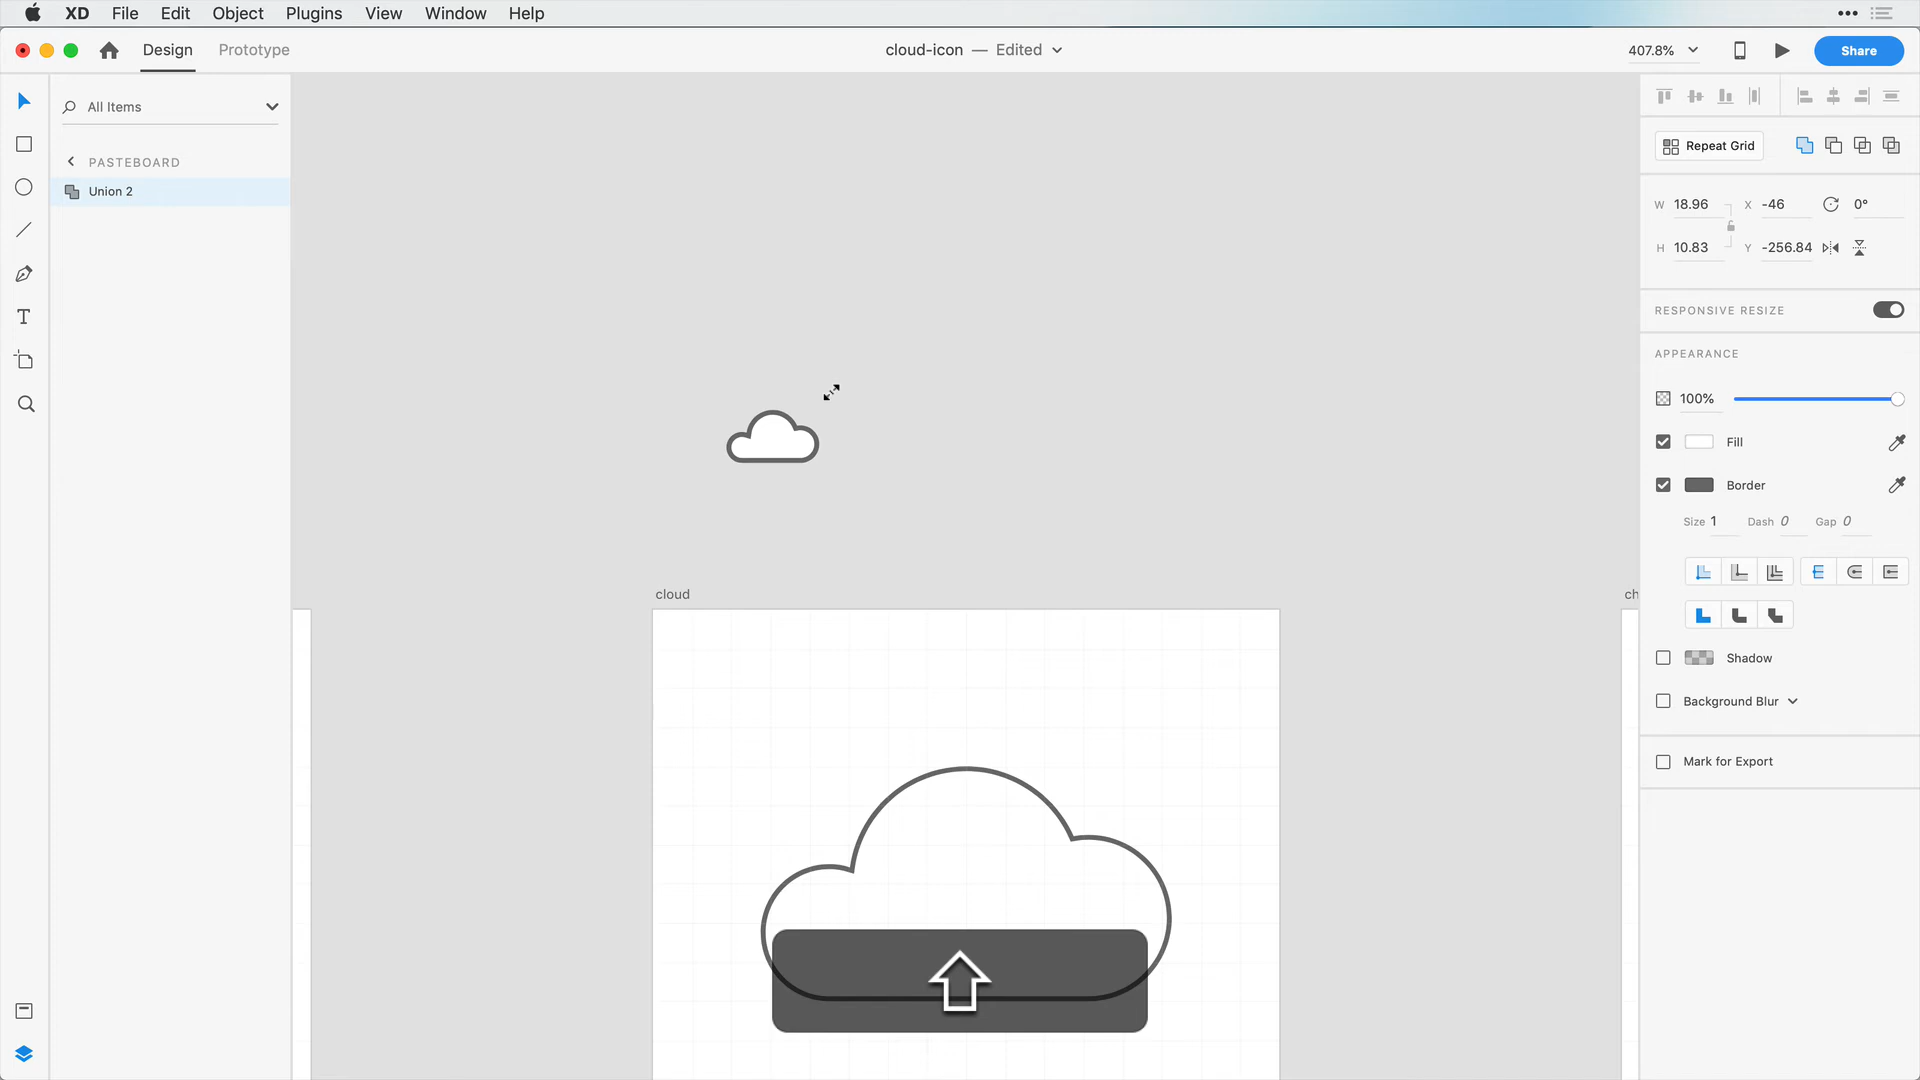 XD File Edit Object Plugins View Window Help
Design Prototype
cloud-icon — Edited
407.8%
Share
All Items
PASTEBOARD
Union 2
Repeat Grid
W 18.96 X -46 0°
H 10.83 Y -256.84
RESPONSIVE RESIZE
APPEARANCE
100%
Fill
Border
Size 1 Dash 0 Gap 0
cloud
ch
Shadow
Background Blur
Mark for Export